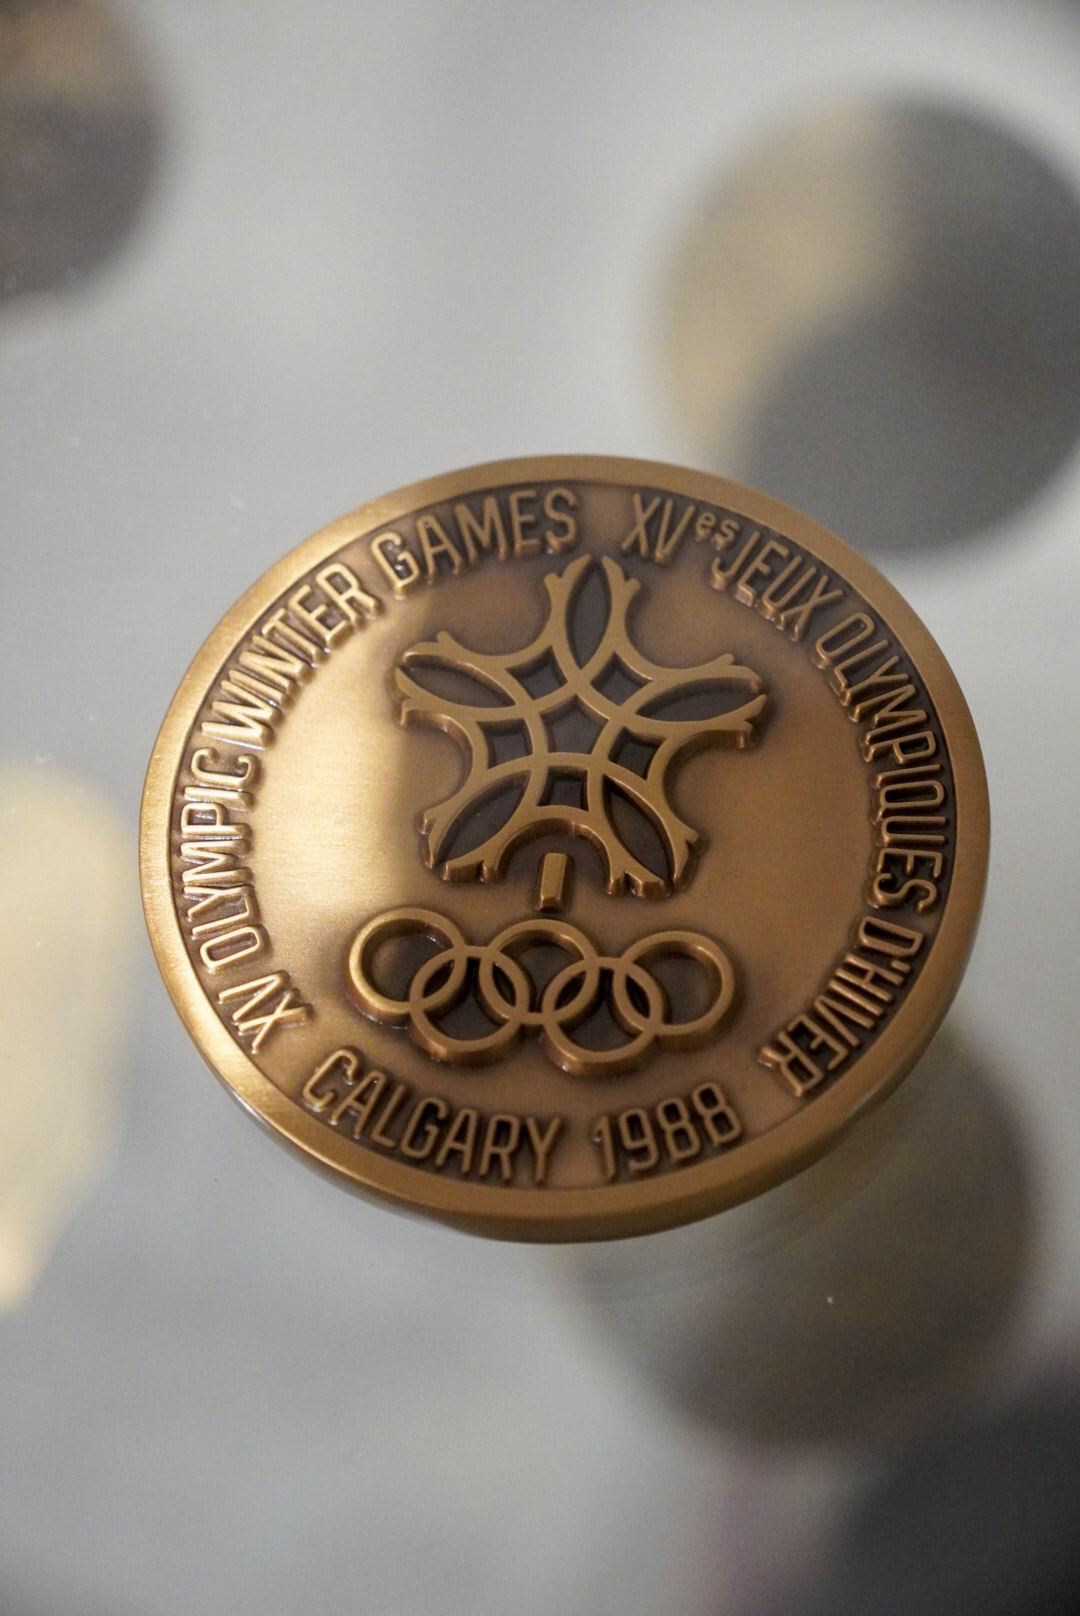 XV OLYMPIC WINTER GAMES
XVes JEUX OLYMPIQUES D'HIVER
CALGARY 1988